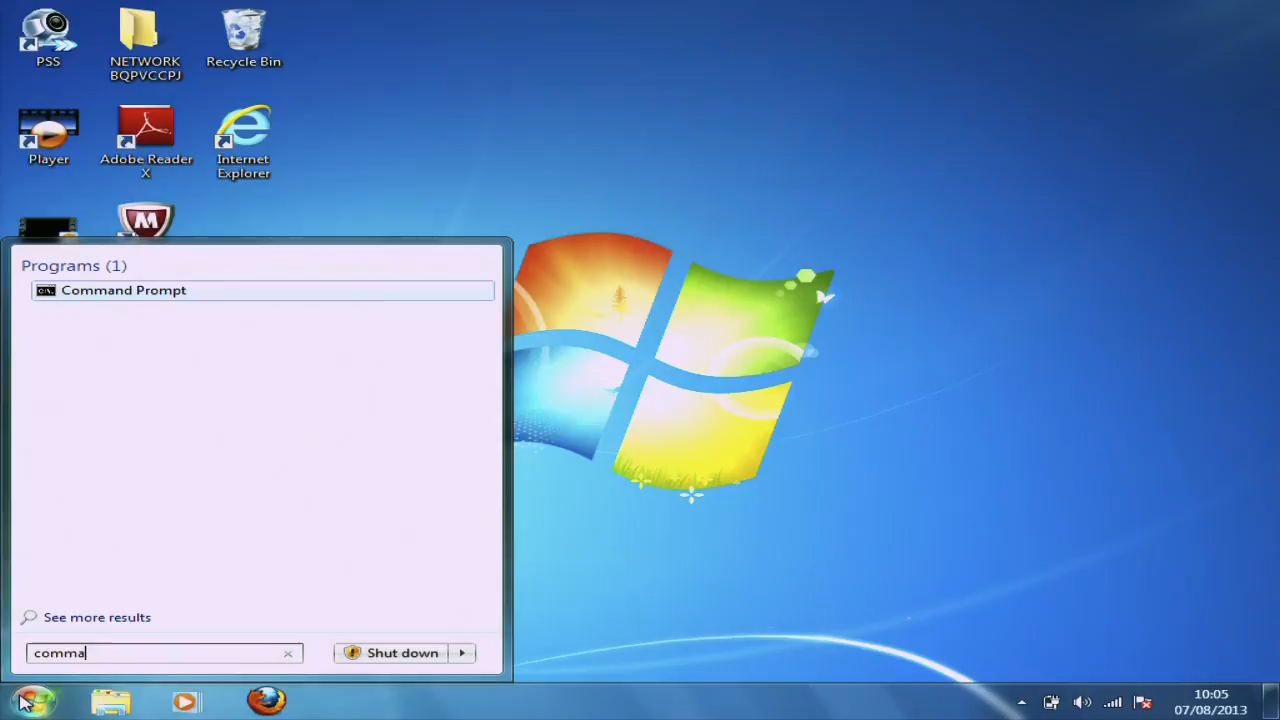 PSS
NETWORK
BQPVCCPJ
Recycle Bin
Player
Adobe Reader
X
Internet
Explorer
M
Programs (1)
C:\.
Command Prompt
See more results
comma
Shut down
10:05
07/08/2013